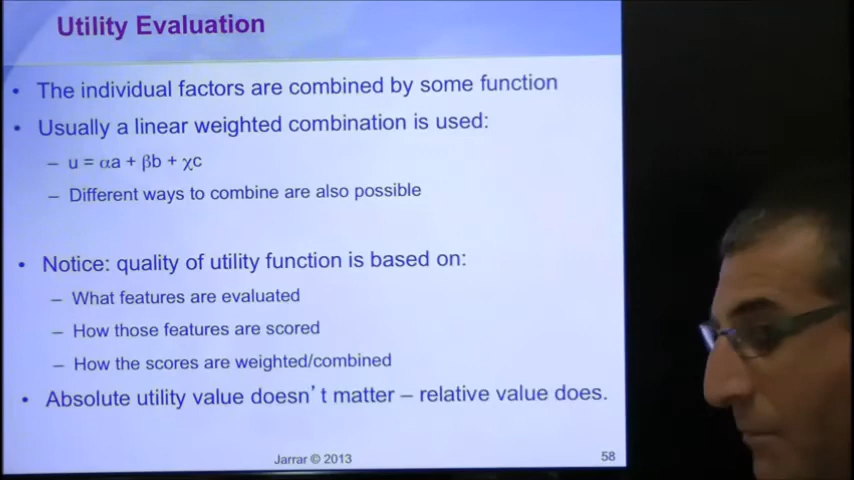 Utility Evaluation
• The individual factors are combined by some function
• Usually a linear weighted combination is used:
– u = αa + βb + χc
– Different ways to combine are also possible
• Notice: quality of utility function is based on:
– What features are evaluated
– How those features are scored
– How the scores are weighted/combined
• Absolute utility value doesn't matter – relative value does.
Jarrar © 2013
58